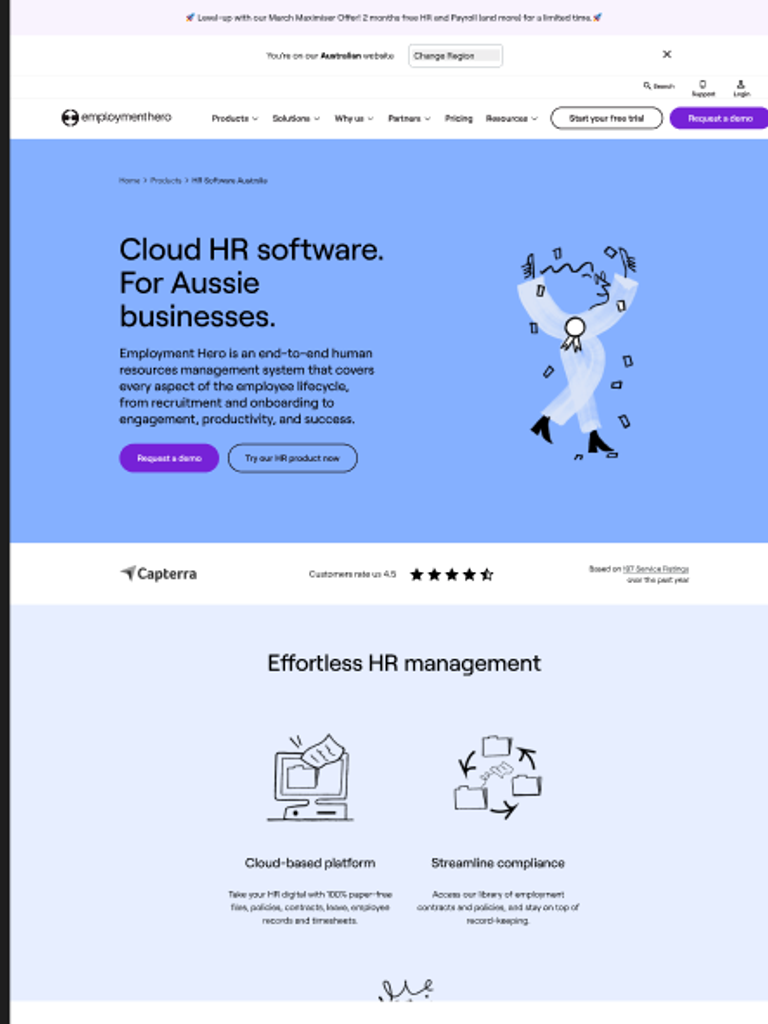 🚀 Level-up with our March Maximiser Offer! 2 months free HR and Payroll (and more) for a limited time.🚀
You're on our Australian website Change Region ✕
Search Support Login
employmenthero Products Solutions Why us Partners Pricing Resources Start your free trial Request a demo
Home > Products > HR Software Australia
Cloud HR software.
For Aussie
businesses.
Employment Hero is an end-to-end human
resources management system that covers
every aspect of the employee lifecycle,
from recruitment and onboarding to
engagement, productivity, and success.
Request a demo Try our HR product now
Capterra Customers rate us 4.5 Based on 197 Service Ratings
over the past year
Effortless HR management
Cloud-based platform Streamline compliance
Take your HR digital with 100% paper-free Access our library of employment
files, policies, contracts, leave, employee contracts and policies, and stay on top of
records and timesheets. record-keeping.